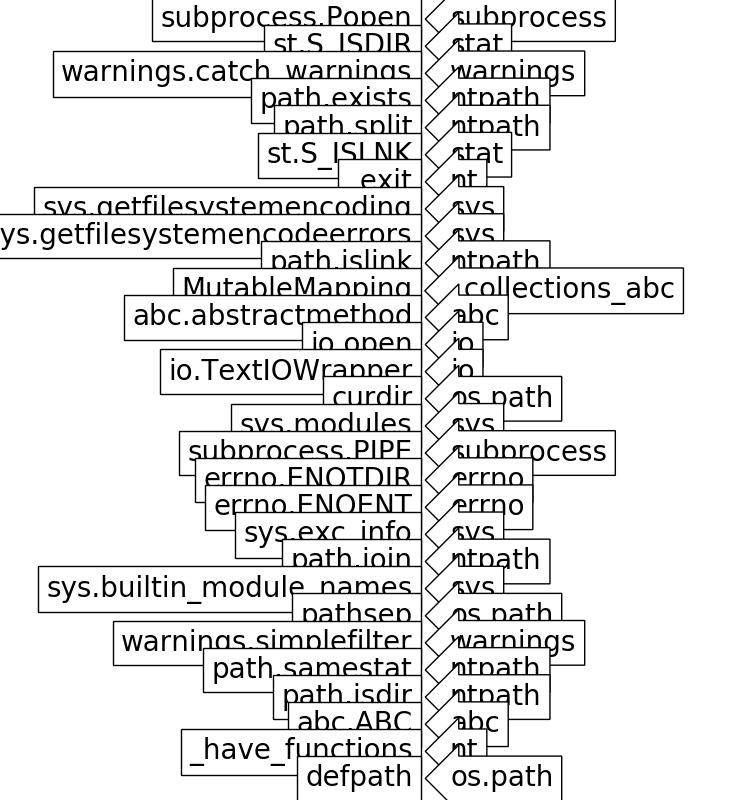 subprocess.Popen subprocess
st.S_ISDIR stat
warnings.catch_warnings warnings
path.exists ntpath
path.split ntpath
st.S_ISLNK stat
exit nt
sys.getfilesystemencoding sys
ys.getfilesystemencodeerrors sys
path.islink ntpath
MutableMapping collections_abc
abc.abstractmethod abc
io.open io
io.TextIOWrapper io
curdir os.path
sys.modules sys
subprocess.PIPE subprocess
errno.ENOTDIR errno
errno.ENOENT errno
sys.exc_info sys
path.join ntpath
sys.builtin_module_names sys
pathsep os.path
warnings.simplefilter warnings
path.samestat ntpath
path.isdir ntpath
abc.ABC abc
_have_functions nt
defpath os.path